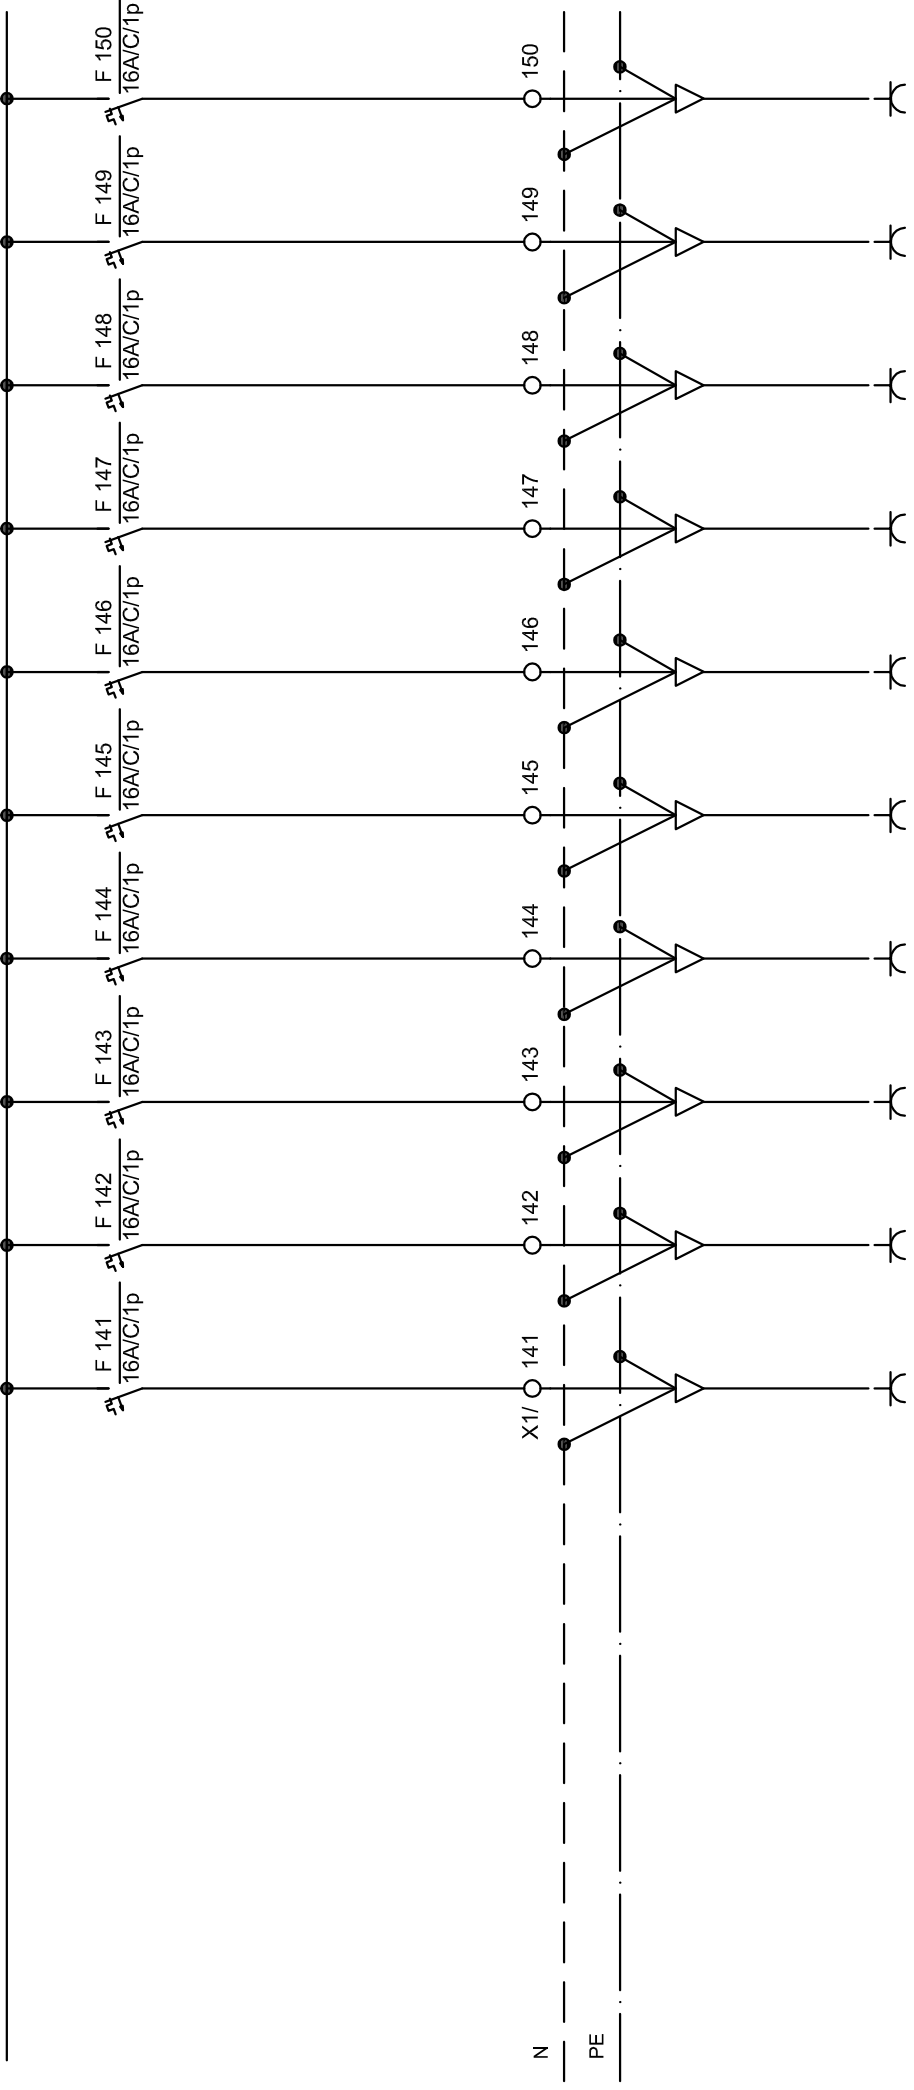 F 141
16A/C/1p
F 142
16A/C/1p
F 143
16A/C/1p
F 144
16A/C/1p
F 145
16A/C/1p
F 146
16A/C/1p
F 147
16A/C/1p
F 148
16A/C/1p
F 149
16A/C/1p
F 150
16A/C/1p
X1/ 141
142
143
144
145
146
147
148
149
150
N
PE